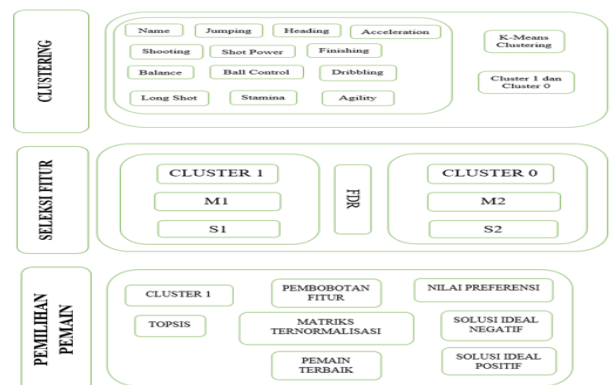 CLUSTERING
Name
Jumping
Heading
Acceleration
Shooting
Shot Power
Finishing
Balance
Ball Control
Dribbling
Long Shot
Stamina
Agility
K-Means
Clustering
Cluster 1 dan
Cluster 0
SELEKSI FITUR
CLUSTER 1
M1
S1
FDR
CLUSTER 0
M2
S2
PEMILIHAN
PEMAIN
CLUSTER 1
TOPSIS
PEMBOBOTAN
FITUR
MATRIKS
TERNORMALISASI
PEMAIN
TERBAIK
NILAI PREFERENSI
SOLUSI IDEAL
NEGATIF
SOLUSI IDEAL
POSITIF